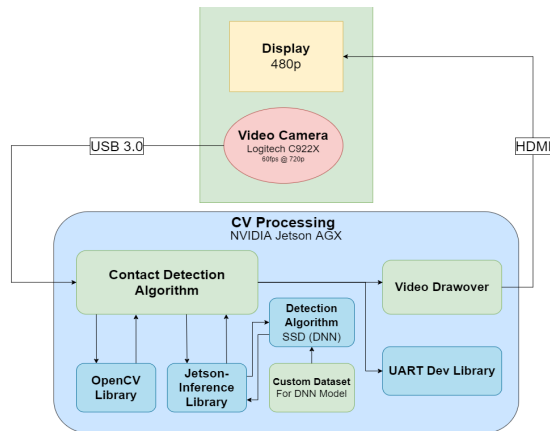 Display
480p
Video Camera
Logitech C922X
60fps @ 720p
USB 3.0
HDMI
CV Processing
NVIDIA Jetson AGX
Contact Detection
Algorithm
Video Drawover
Detection
Algorithm
SSD (DNN)
OpenCV
Library
Jetson-
Inference
Library
Custom Dataset
For DNN Model
UART Dev Library